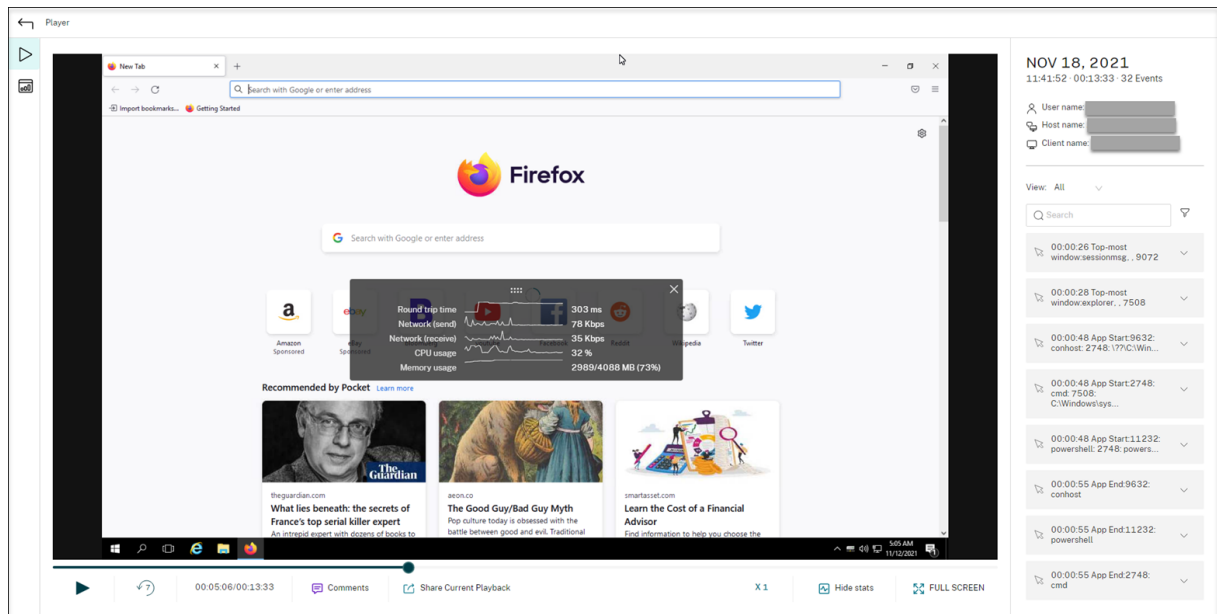 Player
New Tab
Search with Google or enter address
Import bookmarks...
Getting Started
Firefox
Search with Google or enter address
Round trip time 303 ms
Network (send) 78 Kbps
Network (receive) 35 Kbps
CPU usage 32 %
Memory usage 2989/4088 MB (73%)
Amazon
Sponsored
ebay
eBay
Facebook
Reddit
Wikipedia
Twitter
Recommended by Pocket Learn more
The Guardian
theguardian.com
What lies beneath: the secrets of
France's top serial killer expert
An intrepid expert with dozens of books to
aeon.co
The Good Guy/Bad Guy Myth
Pop culture today is obsessed with the
battle between good and evil. Traditional
smartasset.com
Learn the Cost of a Financial
Advisor
Find information to help you choose the
5:05 AM
11/12/2021
7
00:05:06/00:13:33
Comments
Share Current Playback
X 1
Hide stats
FULL SCREEN
NOV 18, 2021
11:41:52 · 00:13:33 · 32 Events
User name:
Host name:
Client name:
View: All
Search
00:00:26 Top-most
window:sessionmsg, , 9072
00:00:28 Top-most
window:explorer, , 7508
00:00:48 App Start:9632:
conhost: 2748: \??\C:\Win...
00:00:48 App Start:2748:
cmd: 7508:
C:\Windows\sys...
00:00:48 App Start:11232:
powershell: 2748: powers...
00:00:55 App End:9632:
conhost
00:00:55 App End:11232:
powershell
00:00:55 App End:2748:
cmd